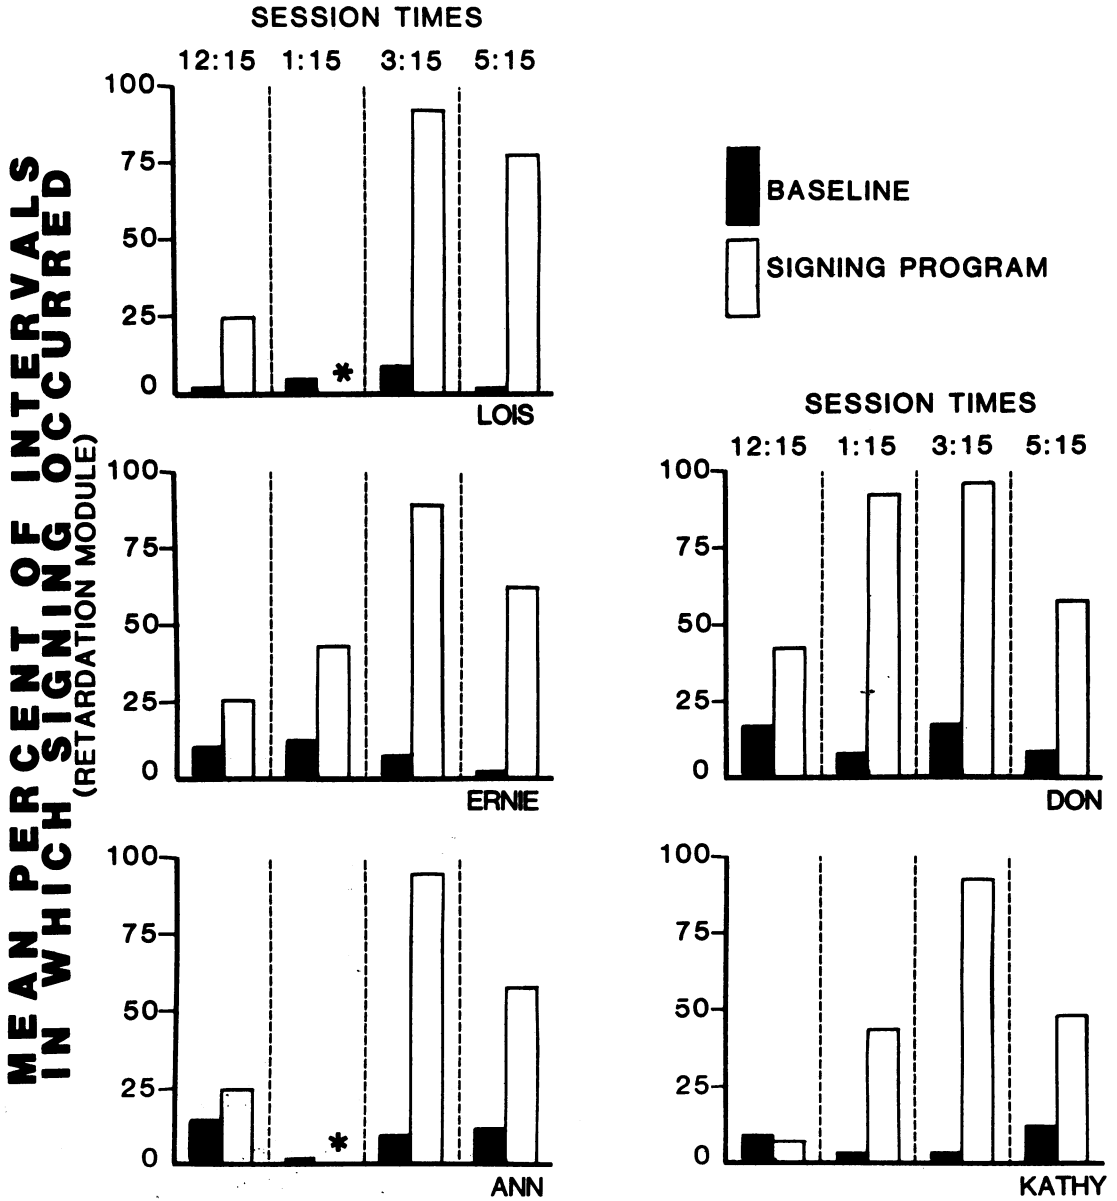 SESSION TIMES
12:15 1:15 3:15 5:15
100
75
50
25
0
*
LOIS
BASELINE
SIGNING PROGRAM
MEAN PERCENT OF INTERVALS
IN WHICH SIGNING OCCURRED
(RETARDATION MODULE)
100
75
50
25
0
ERNIE
SESSION TIMES
12:15 1:15 3:15 5:15
100
75
50
25
0
DON
100
75
50
25
0
*
ANN
100
75
50
25
0
KATHY